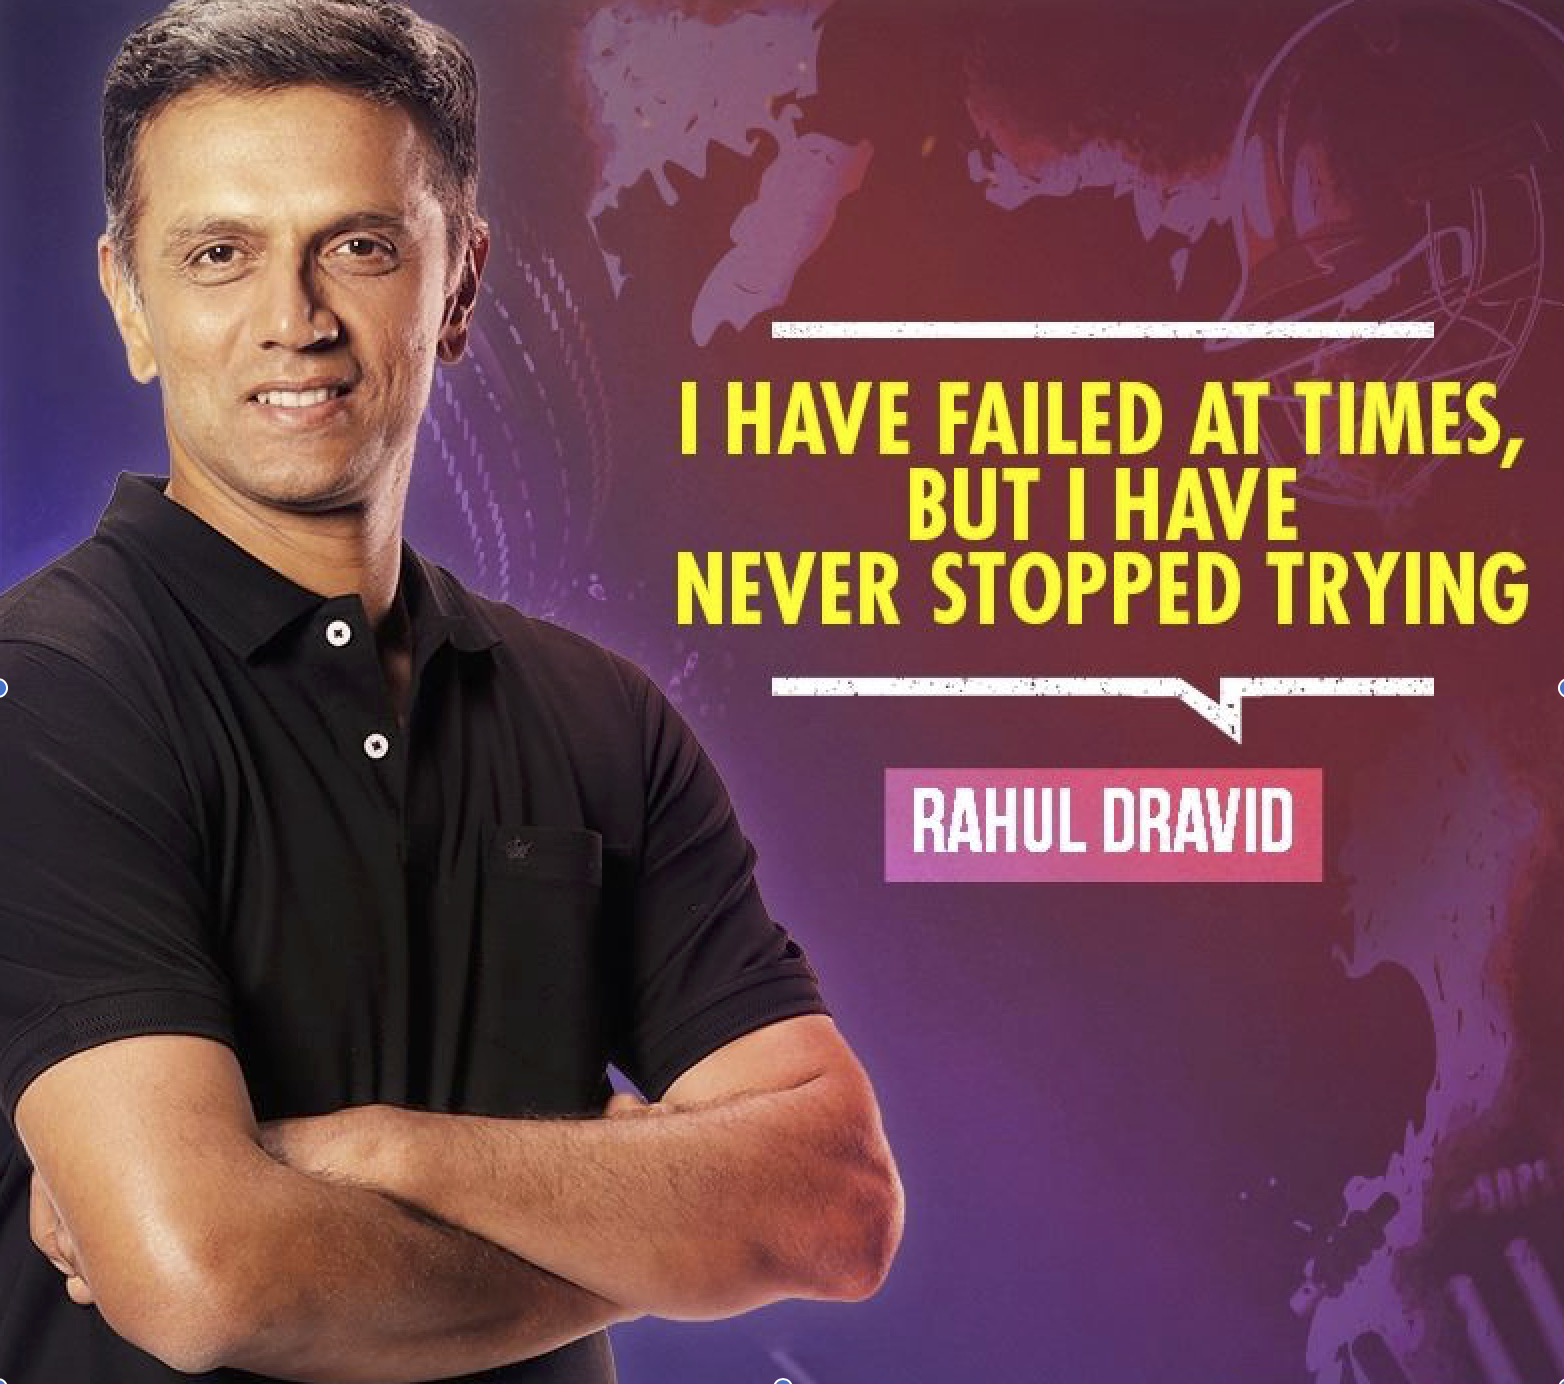 I HAVE FAILED AT TIMES,
BUT I HAVE
NEVER STOPPED TRYING
RAHUL DRAVID